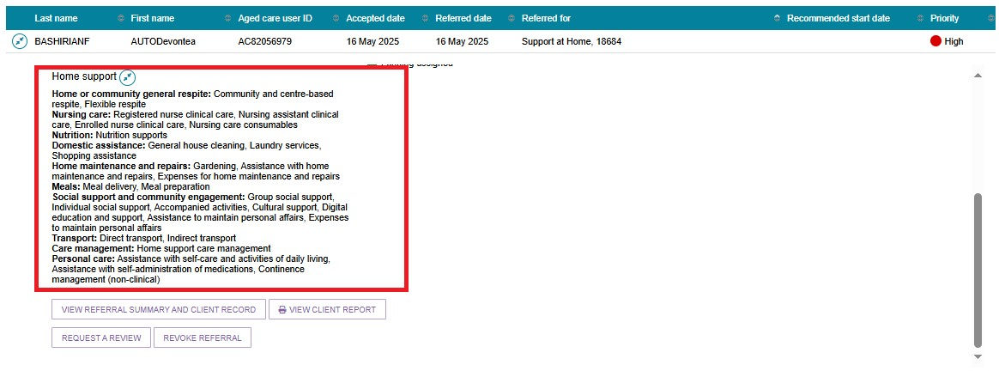 Last name First name Aged care user ID Accepted date Referred date Referred for Recommended start date Priority
BASHIRIANF AUTODevontea AC82056979 16 May 2025 16 May 2025 Support at Home, 18684 High
assigned
Home support
Home or community general respite: Community and centre-based
respite, Flexible respite
Nursing care: Registered nurse clinical care, Nursing assistant clinical
care, Enrolled nurse clinical care, Nursing care consumables
Nutrition: Nutrition supports
Domestic assistance: General house cleaning, Laundry services,
Shopping assistance
Home maintenance and repairs: Gardening, Assistance with home
maintenance and repairs, Expenses for home maintenance and repairs
Meals: Meal delivery, Meal preparation
Social support and community engagement: Group social support,
Individual social support, Accompanied activities, Cultural support, Digital
education and support, Assistance to maintain personal affairs, Expenses
to maintain personal affairs
Transport: Direct transport, Indirect transport
Care management: Home support care management
Personal care: Assistance with self-care and activities of daily living,
Assistance with self-administration of medications, Continence
management (non-clinical)
VIEW REFERRAL SUMMARY AND CLIENT RECORD VIEW CLIENT REPORT
REQUEST A REVIEW REVOKE REFERRAL